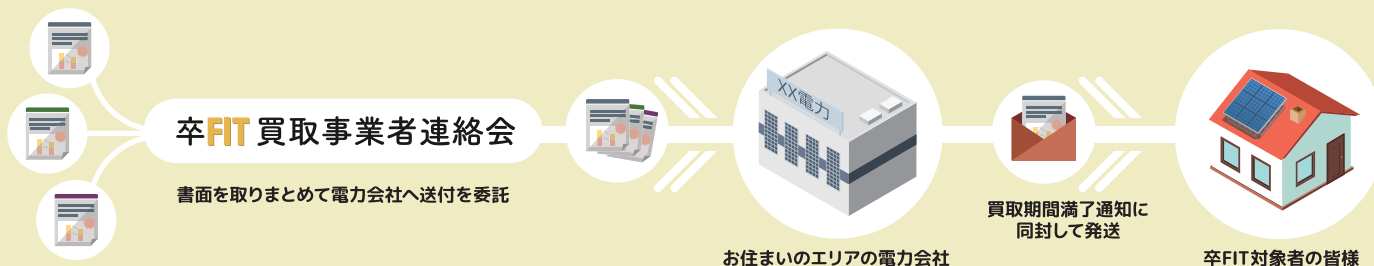 卒FIT買取事業者連絡会
書面を取りまとめて電力会社へ送付を委託
XX電力
お住まいのエリアの電力会社
買取期間満了通知に
同封して発送
卒FIT対象者の皆様